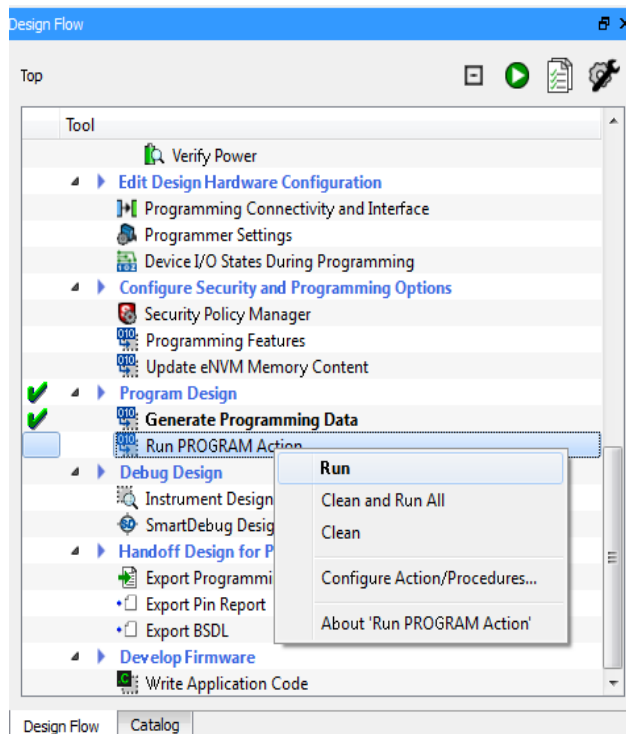 Design Flow
Top
Tool
Verify Power
Edit Design Hardware Configuration
Programming Connectivity and Interface
Programmer Settings
Device I/O States During Programming
Configure Security and Programming Options
Security Policy Manager
Programming Features
Update eNVM Memory Content
Program Design
Generate Programming Data
Run PROGRAM Action
Debug Design
Instrument Design
SmartDebug Desig
Handoff Design for P
Export Programmi
Export Pin Report
Export BSDL
Develop Firmware
Write Application Code
Run
Clean and Run All
Clean
Configure Action/Procedures...
About 'Run PROGRAM Action'
Design Flow Catalog